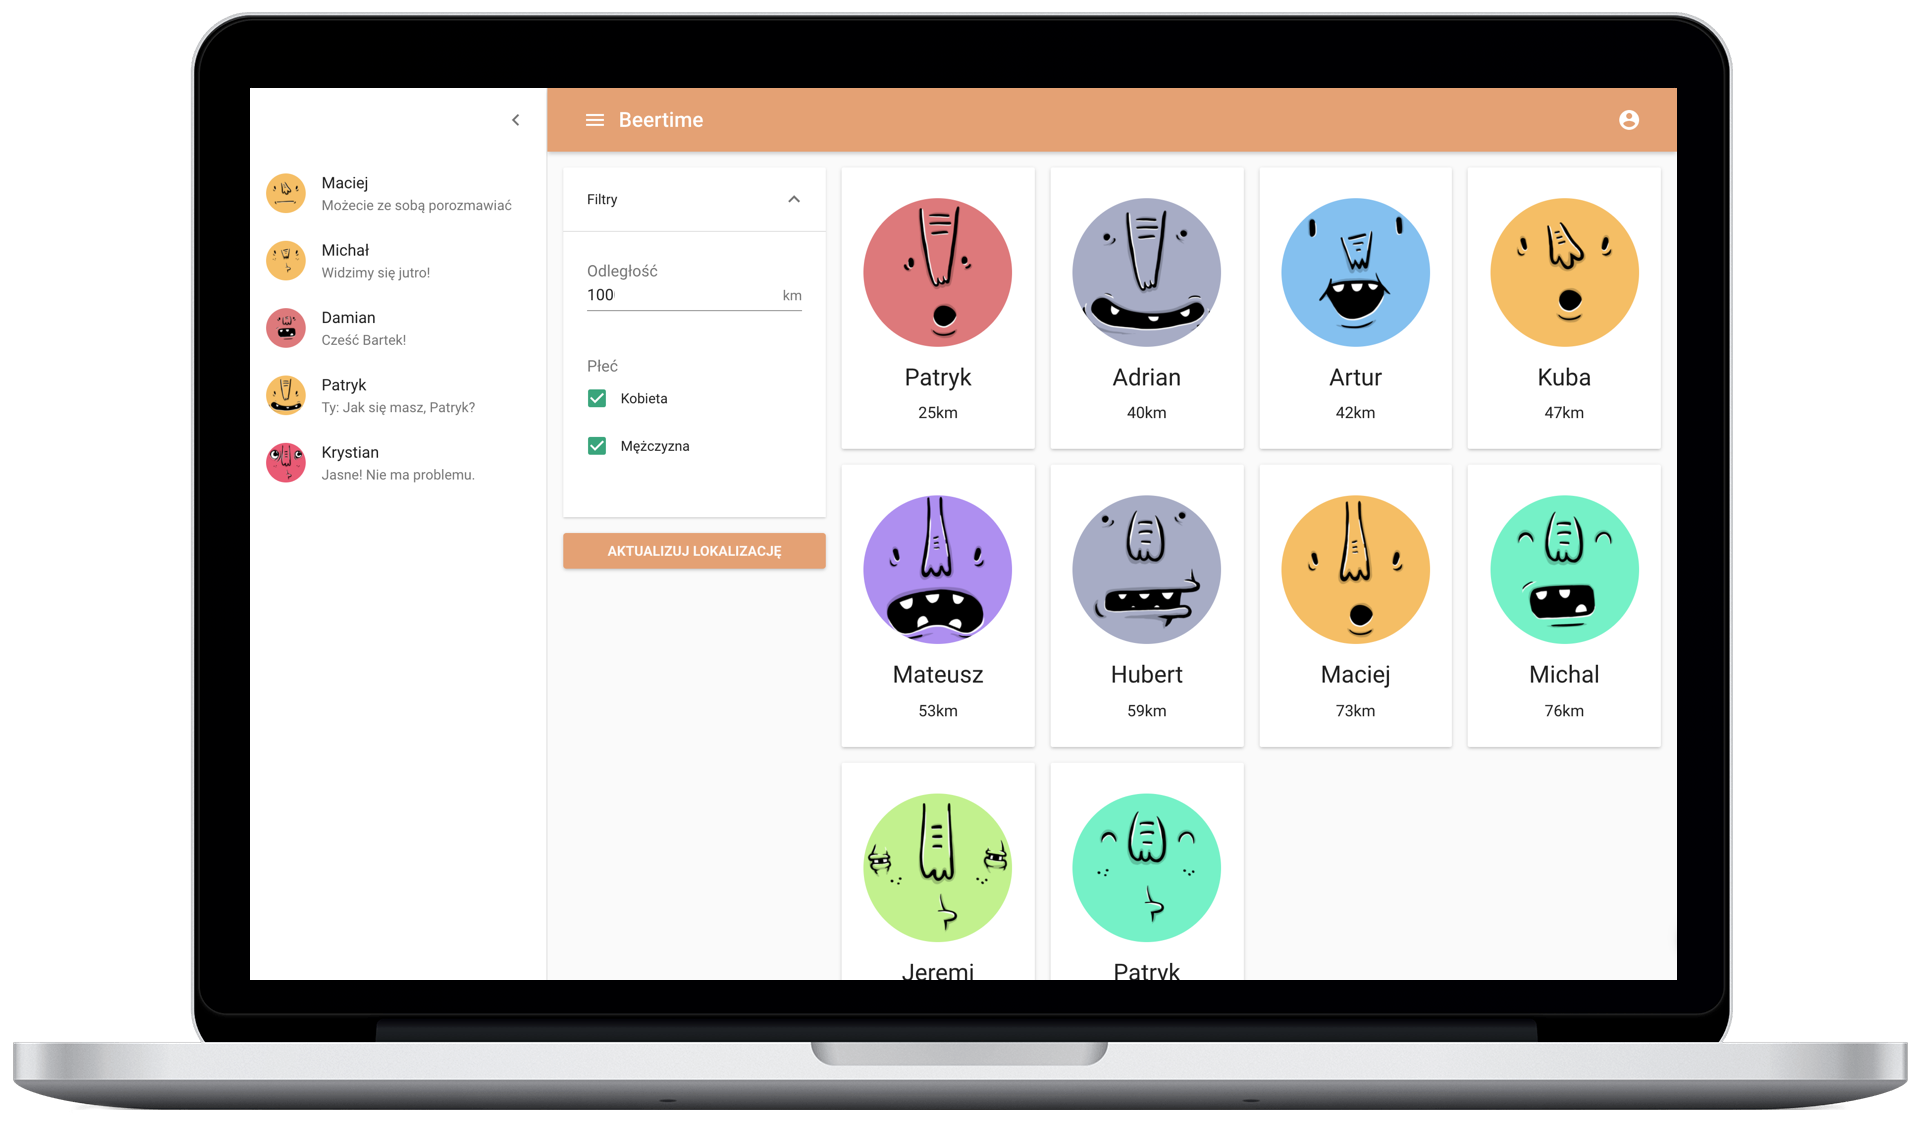 Beertime
Maciej
Możecie ze sobą porozmawiać
Michał
Widzimy się jutro!
Damian
Cześć Bartek!
Patryk
Ty: Jak się masz, Patryk?
Krystian
Jasne! Nie ma problemu.
Filtry
Odległość
100 km
Płeć
Kobieta
Mężczyzna
AKTUALIZUJ LOKALIZACJĘ
Patryk
25km
Adrian
40km
Artur
42km
Kuba
47km
Mateusz
53km
Hubert
59km
Maciej
73km
Michal
76km
Jeremi
Patryk